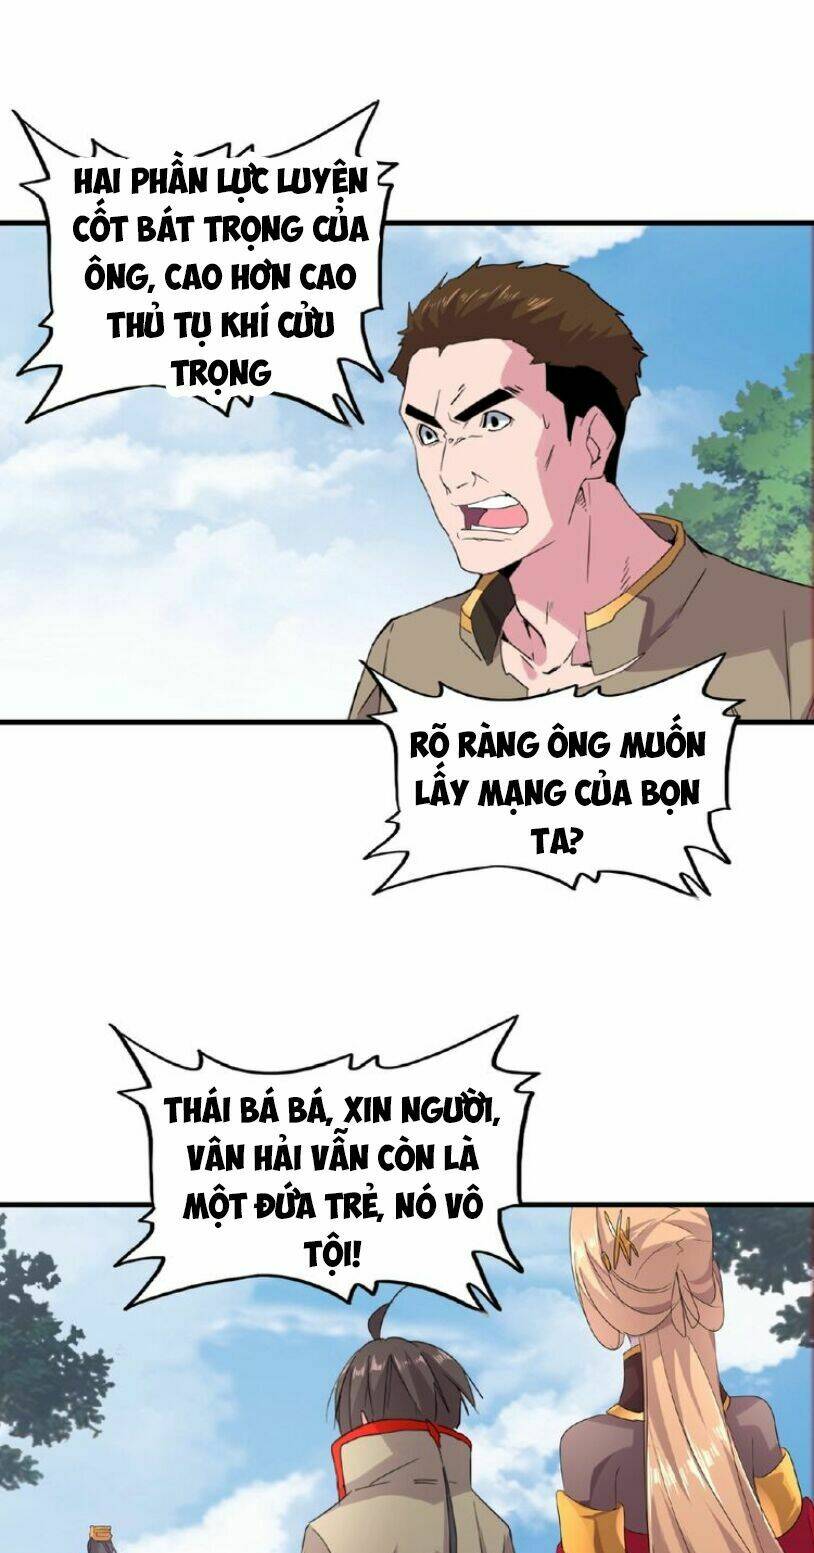 HAI PHẦN LỰC LUYỆN
CỐT BÁT TRỌNG CỦA
ÔNG, CAO HƠN CAO
THỦ TỤ KHÍ CỬU
TRỌNG
RÕ RÀNG ÔNG MUỐN
LẤY MẠNG CỦA BỌN
TA?
THÁI BÁ BÁ, XIN NGƯỜI,
VÂN HẢI VẪN CÒN LÀ
MỘT ĐỨA TRẺ, NÓ VÔ
TỘI!